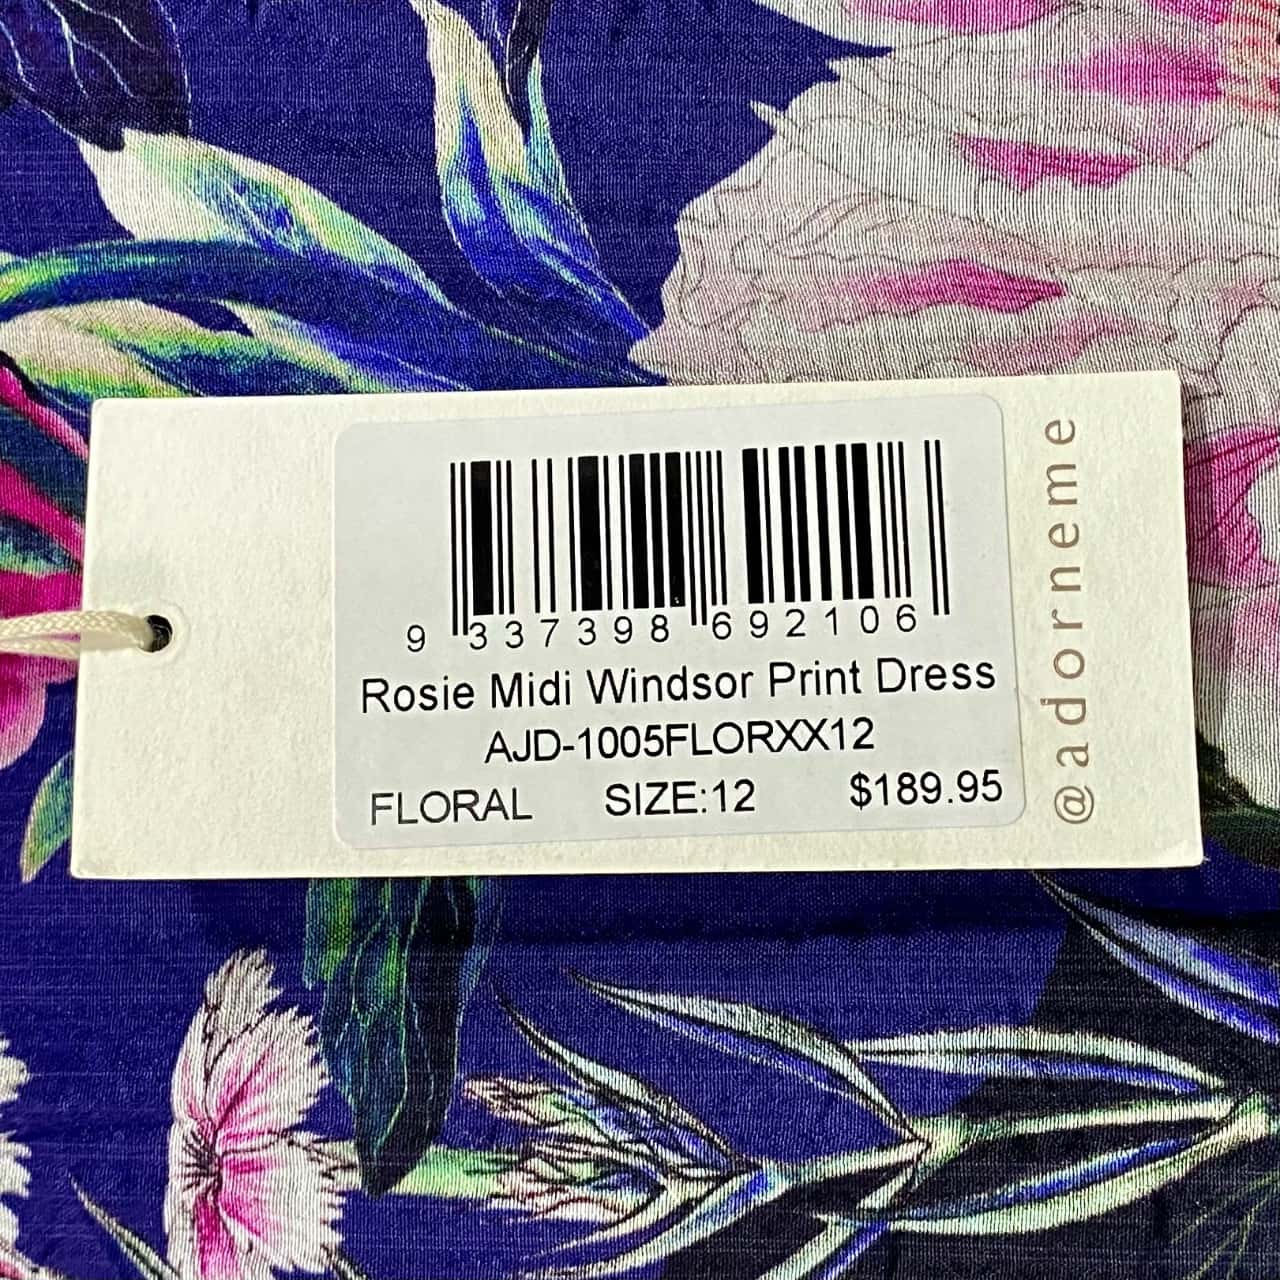 9 337398 692106
Rosie Midi Windsor Print Dress
AJD-1005FLORXX12
FLORAL SIZE:12 $189.95
@adorneme